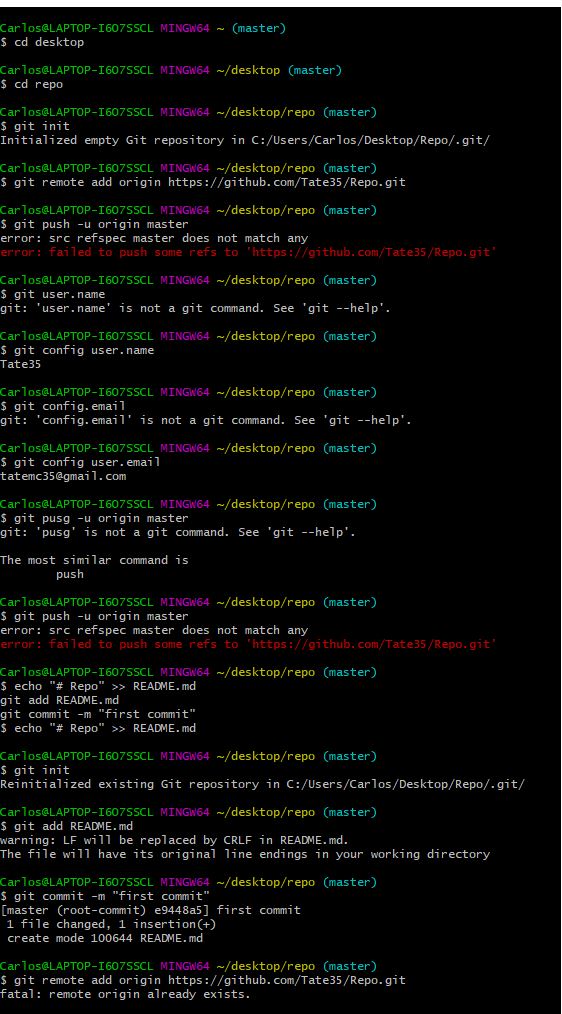 Carlos@LAPTOP-I6O7SSCL MINGW64 ~ (master)
$ cd desktop
Carlos@LAPTOP-I6O7SSCL MINGW64 ~/desktop (master)
$ cd repo
Carlos@LAPTOP-I6O7SSCL MINGW64 ~/desktop/repo (master)
$ git init
Initialized empty Git repository in C:/Users/Carlos/Desktop/Repo/.git/
Carlos@LAPTOP-I6O7SSCL MINGW64 ~/desktop/repo (master)
$ git remote add origin https://github.com/Tate35/Repo.git
Carlos@LAPTOP-I6O7SSCL MINGW64 ~/desktop/repo (master)
$ git push -u origin master
error: src refspec master does not match any
error: failed to push some refs to 'https://github.com/Tate35/Repo.git'
Carlos@LAPTOP-I6O7SSCL MINGW64 ~/desktop/repo (master)
$ git user.name
git: 'user.name' is not a git command. See 'git --help'.
Carlos@LAPTOP-I6O7SSCL MINGW64 ~/desktop/repo (master)
$ git config user.name
Tate35
Carlos@LAPTOP-I6O7SSCL MINGW64 ~/desktop/repo (master)
$ git config.email
git: 'config.email' is not a git command. See 'git --help'.
Carlos@LAPTOP-I6O7SSCL MINGW64 ~/desktop/repo (master)
$ git config user.email
tatemc35@gmail.com
Carlos@LAPTOP-I6O7SSCL MINGW64 ~/desktop/repo (master)
$ git pusg -u origin master
git: 'pusg' is not a git command. See 'git --help'.
The most similar command is
push
Carlos@LAPTOP-I6O7SSCL MINGW64 ~/desktop/repo (master)
$ git push -u origin master
error: src refspec master does not match any
error: failed to push some refs to 'https://github.com/Tate35/Repo.git'
Carlos@LAPTOP-I6O7SSCL MINGW64 ~/desktop/repo (master)
$ echo "# Repo" >> README.md
git add README.md
git commit -m "first commit"
$ echo "# Repo" >> README.md
Carlos@LAPTOP-I6O7SSCL MINGW64 ~/desktop/repo (master)
$ git init
Reinitialized existing Git repository in C:/Users/Carlos/Desktop/Repo/.git/
Carlos@LAPTOP-I6O7SSCL MINGW64 ~/desktop/repo (master)
$ git add README.md
warning: LF will be replaced by CRLF in README.md.
The file will have its original line endings in your working directory
Carlos@LAPTOP-I6O7SSCL MINGW64 ~/desktop/repo (master)
$ git commit -m "first commit"
[master (root-commit) e9448a5] first commit
1 file changed, 1 insertion(+)
create mode 100644 README.md
Carlos@LAPTOP-I6O7SSCL MINGW64 ~/desktop/repo (master)
$ git remote add origin https://github.com/Tate35/Repo.git
fatal: remote origin already exists.